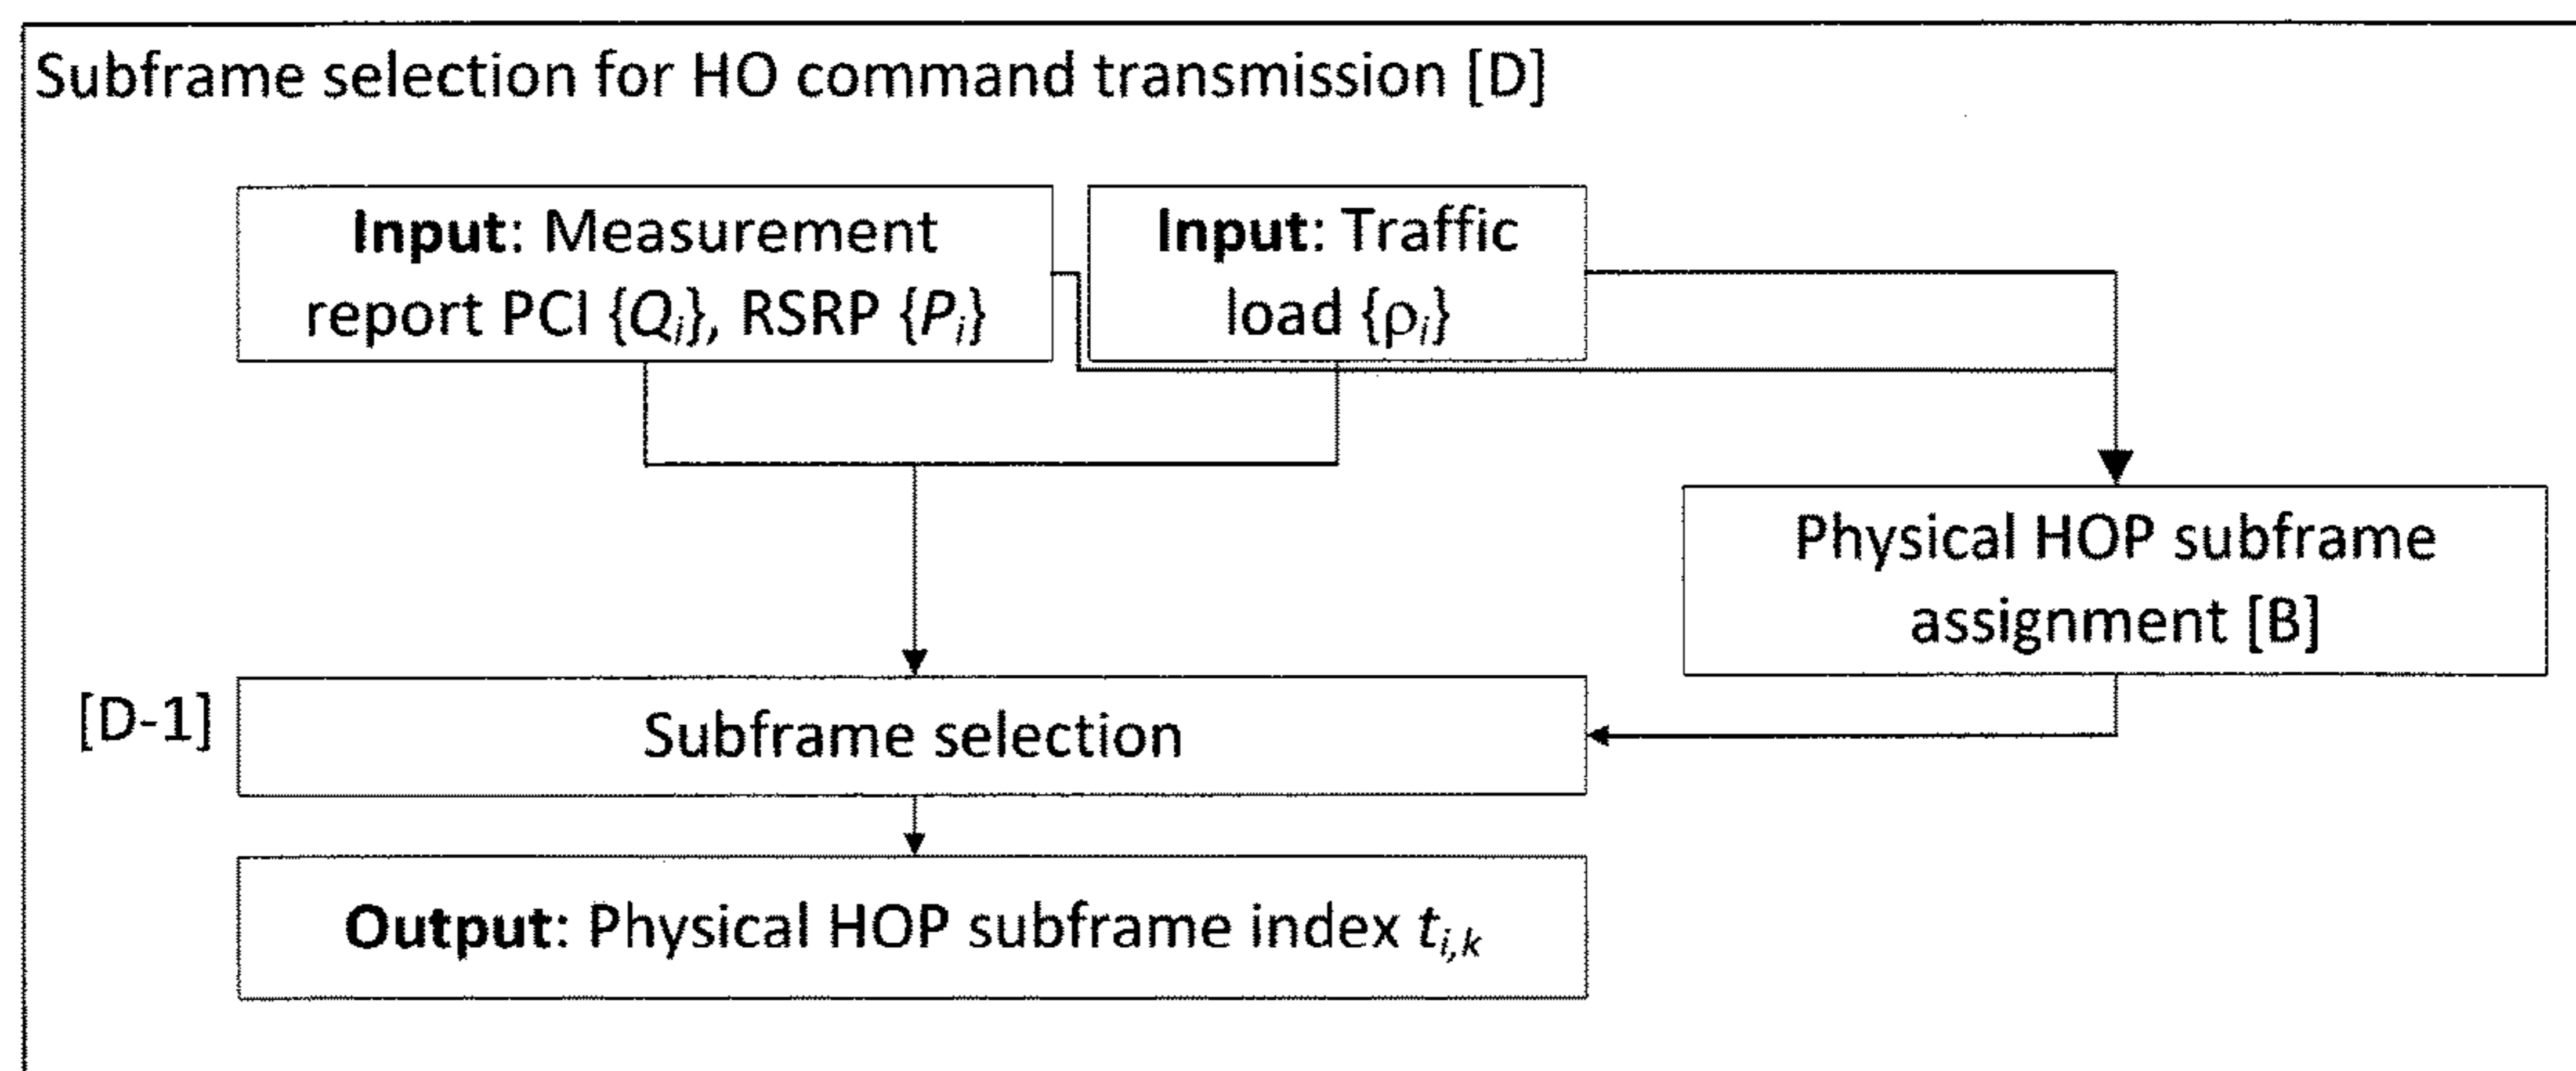 Subframe selection for HO command transmission [D]
Input: Measurement
report PCI {Qi}, RSRP {Pi}
Input: Traffic
load {ρi}
Physical HOP subframe
assignment [B]
[D-1]
Subframe selection
Output: Physical HOP subframe index ti,k